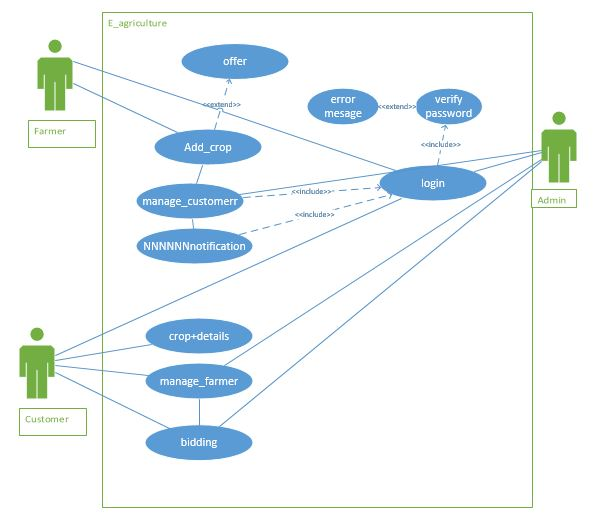 E_agriculture
offer
<<extend>>
error
mesage
<<extend>>
verify
password
Farmer
Add_crop
<<include>>
login
Admin
manage_customerr
<<include>>
<<include>>
NNNNNNnotification
crop+details
manage_farmer
Customer
bidding